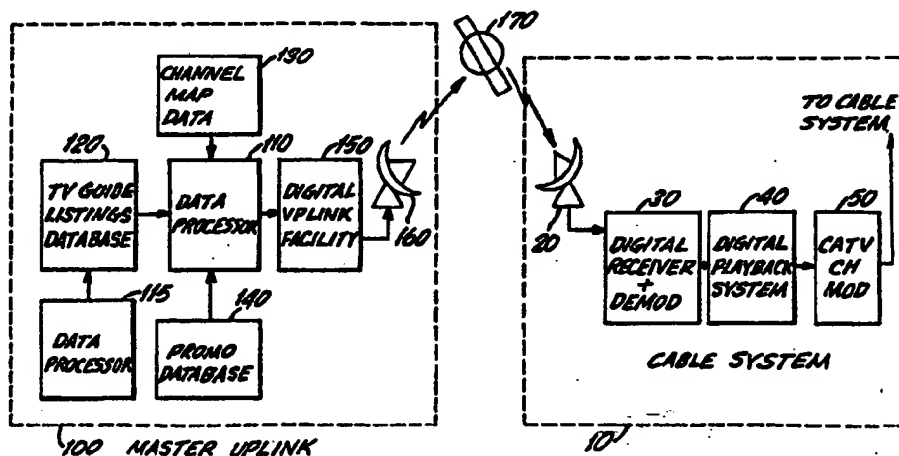 130
CHANNEL
MAP
DATA
120
TV GUIDE
LISTINGS
DATABASE
110
DATA
PROCESSOR
150
DIGITAL
UPLINK
FACILITY
160
115
DATA
PROCESSOR
140
PROMO
DATABASE
100 MASTER UPLINK
170
TO CABLE
SYSTEM
20
30
DIGITAL
RECEIVER
+
DEMOD
40
DIGITAL
PLAYBACK
SYSTEM
50
CATV
CH
MOD
CABLE SYSTEM
10